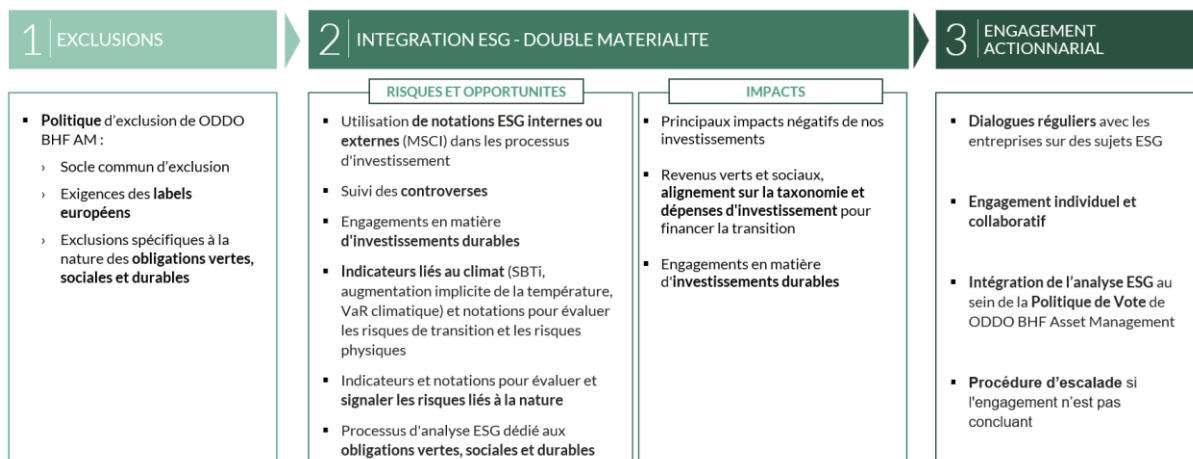 1 EXCLUSIONS
▪ Politique d'exclusion de ODDO
BHF AM :
› Socle commun d'exclusion
› Exigences des labels
européens
› Exclusions spécifiques à la
nature des obligations vertes,
sociales et durables
2 INTEGRATION ESG - DOUBLE MATERIALITE
RISQUES ET OPPORTUNITES
▪ Utilisation de notations ESG internes ou
externes (MSCI) dans les processus
d'investissement
▪ Suivi des controverses
▪ Engagements en matière
d'investissements durables
▪ Indicateurs liés au climat (SBTi,
augmentation implicite de la température,
VaR climatique) et notations pour évaluer
les risques de transition et les risques
physiques
▪ Indicateurs et notations pour évaluer et
signaler les risques liés à la nature
▪ Processus d'analyse ESG dédié aux
obligations vertes, sociales et durables
IMPACTS
▪ Principaux impacts négatifs de nos
investissements
▪ Revenus verts et sociaux,
alignement sur la taxonomie et
dépenses d'investissement pour
financer la transition
▪ Engagements en matière
d'investissements durables
3 ENGAGEMENT
ACTIONNARIAL
▪ Dialogues réguliers avec les
entreprises sur des sujets ESG
▪ Engagement individuel et
collaboratif
▪ Intégration de l'analyse ESG au
sein de la Politique de Vote de
ODDO BHF Asset Management
▪ Procédure d'escalade si
l'engagement n'est pas
concluant